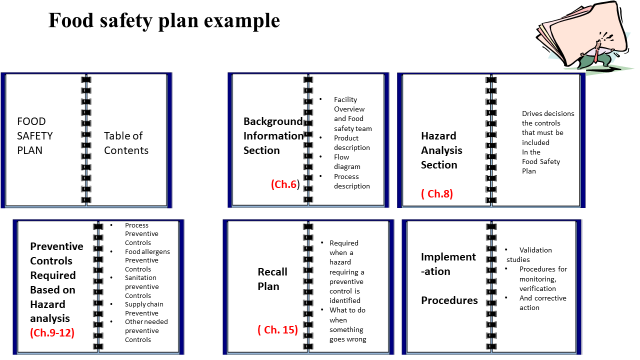 Food safety plan example
FOOD
SAFETY
PLAN
Table of
Contents
Background
Information
Section
(Ch.6)
• Facility
Overview
and Food
safety team
• Product
description
• Flow
diagram
• Process
description
Hazard
Analysis
Section
( Ch.8)
Drives decisions
the controls
that must be
included
In the
Food Safety
Plan
Preventive
Controls
Required
Based on
Hazard
analysis
(Ch.9-12)
• Process
Preventive
Controls
• Food allergens
Preventive
Controls
• Sanitation
preventive
Controls
• Supply chain
Preventive
• Other needed
preventive
Controls
Recall
Plan
( Ch. 15)
• Required
when a
hazard
requiring a
preventive
control is
identified
• What to do
when
something
goes wrong
Implement
-ation
Procedures
• Validation
studies
• Procedures for
monitoring,
verification
• And corrective
action